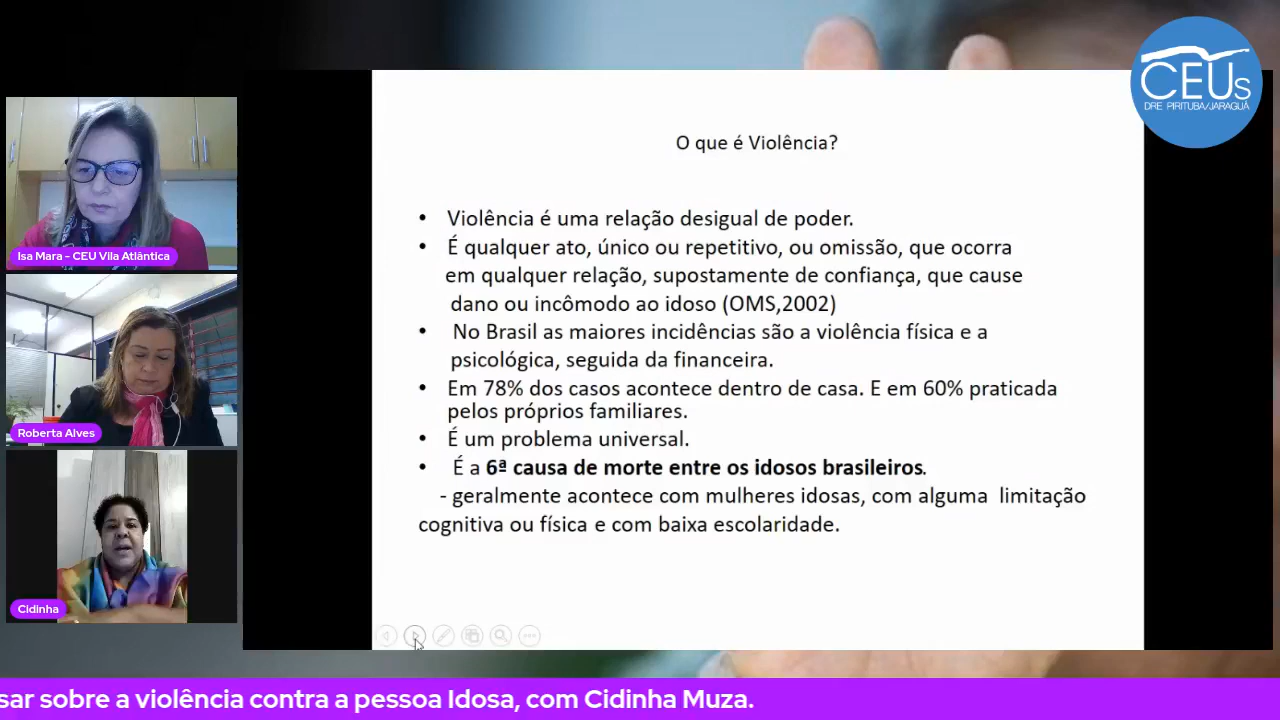 CEUs
DRE PIRITUBA/JARAGUÁ
O que é Violência?
• Violência é uma relação desigual de poder.
• É qualquer ato, único ou repetitivo, ou omissão, que ocorra
em qualquer relação, supostamente de confiança, que cause
dano ou incômodo ao idoso (OMS,2002)
• No Brasil as maiores incidências são a violência física e a
psicológica, seguida da financeira.
• Em 78% dos casos acontece dentro de casa. E em 60% praticada
pelos próprios familiares.
• É um problema universal.
• É a 6ª causa de morte entre os idosos brasileiros.
- geralmente acontece com mulheres idosas, com alguma limitação
cognitiva ou física e com baixa escolaridade.
Isa Mara - CEU Vila Atlântica
Roberta Alves
Cidinha
sar sobre a violência contra a pessoa Idosa, com Cidinha Muza.